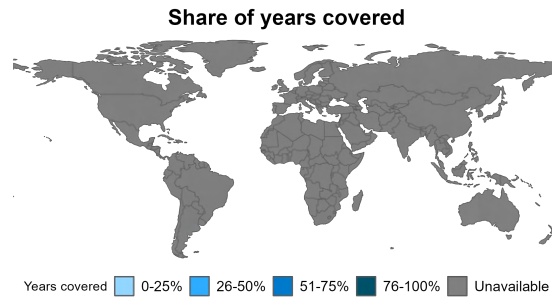 Share of years covered
Years covered 0-25% 26-50% 51-75% 76-100% Unavailable